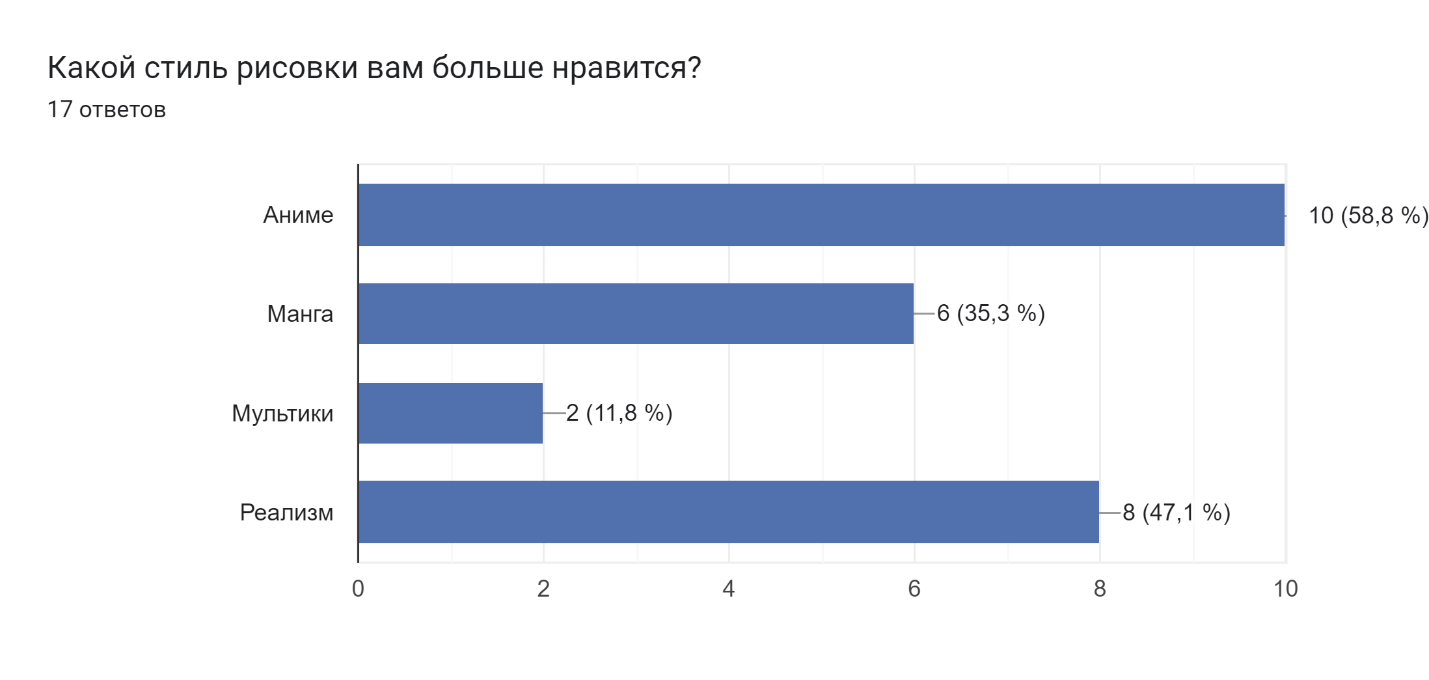 Какой стиль рисовки вам больше нравится?
17 ответов
Аниме
10 (58,8 %)
Манга
6 (35,3 %)
Мультики
2 (11,8 %)
Реализм
8 (47,1 %)
0 2 4 6 8 10